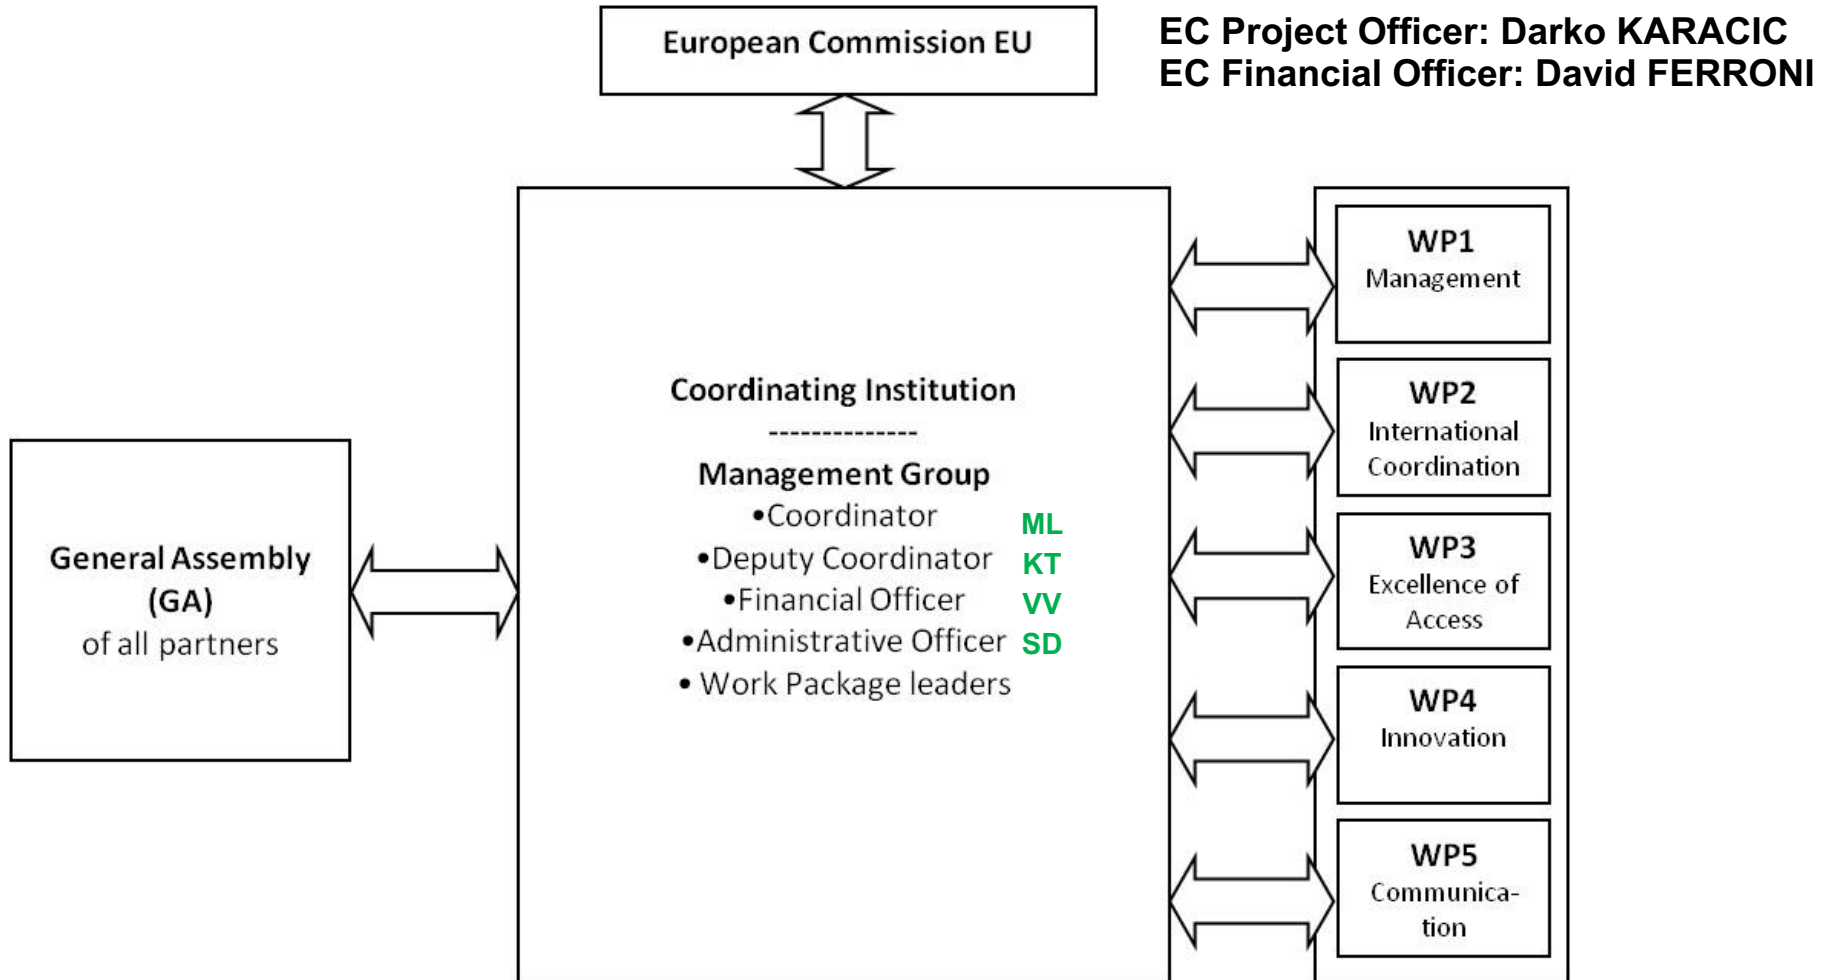 European Commission EU
EC Project Officer: Darko KARACIC
EC Financial Officer: David FERRONI
General Assembly
(GA)
of all partners
Coordinating Institution
--------------
Management Group
•Coordinator ML
•Deputy Coordinator KT
•Financial Officer VV
•Administrative Officer SD
• Work Package leaders
WP1
Management
WP2
International
Coordination
WP3
Excellence of
Access
WP4
Innovation
WP5
Communica-
tion